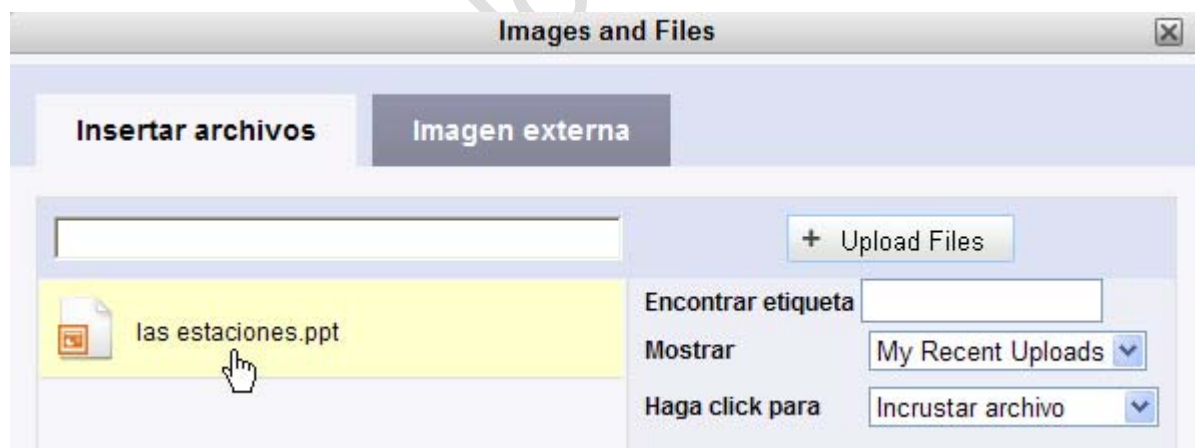 Images and Files
Insertar archivos
Imagen externa
+ Upload Files
las estaciones.ppt
Encontrar etiqueta
Mostrar My Recent Uploads
Haga click para Incrustar archivo